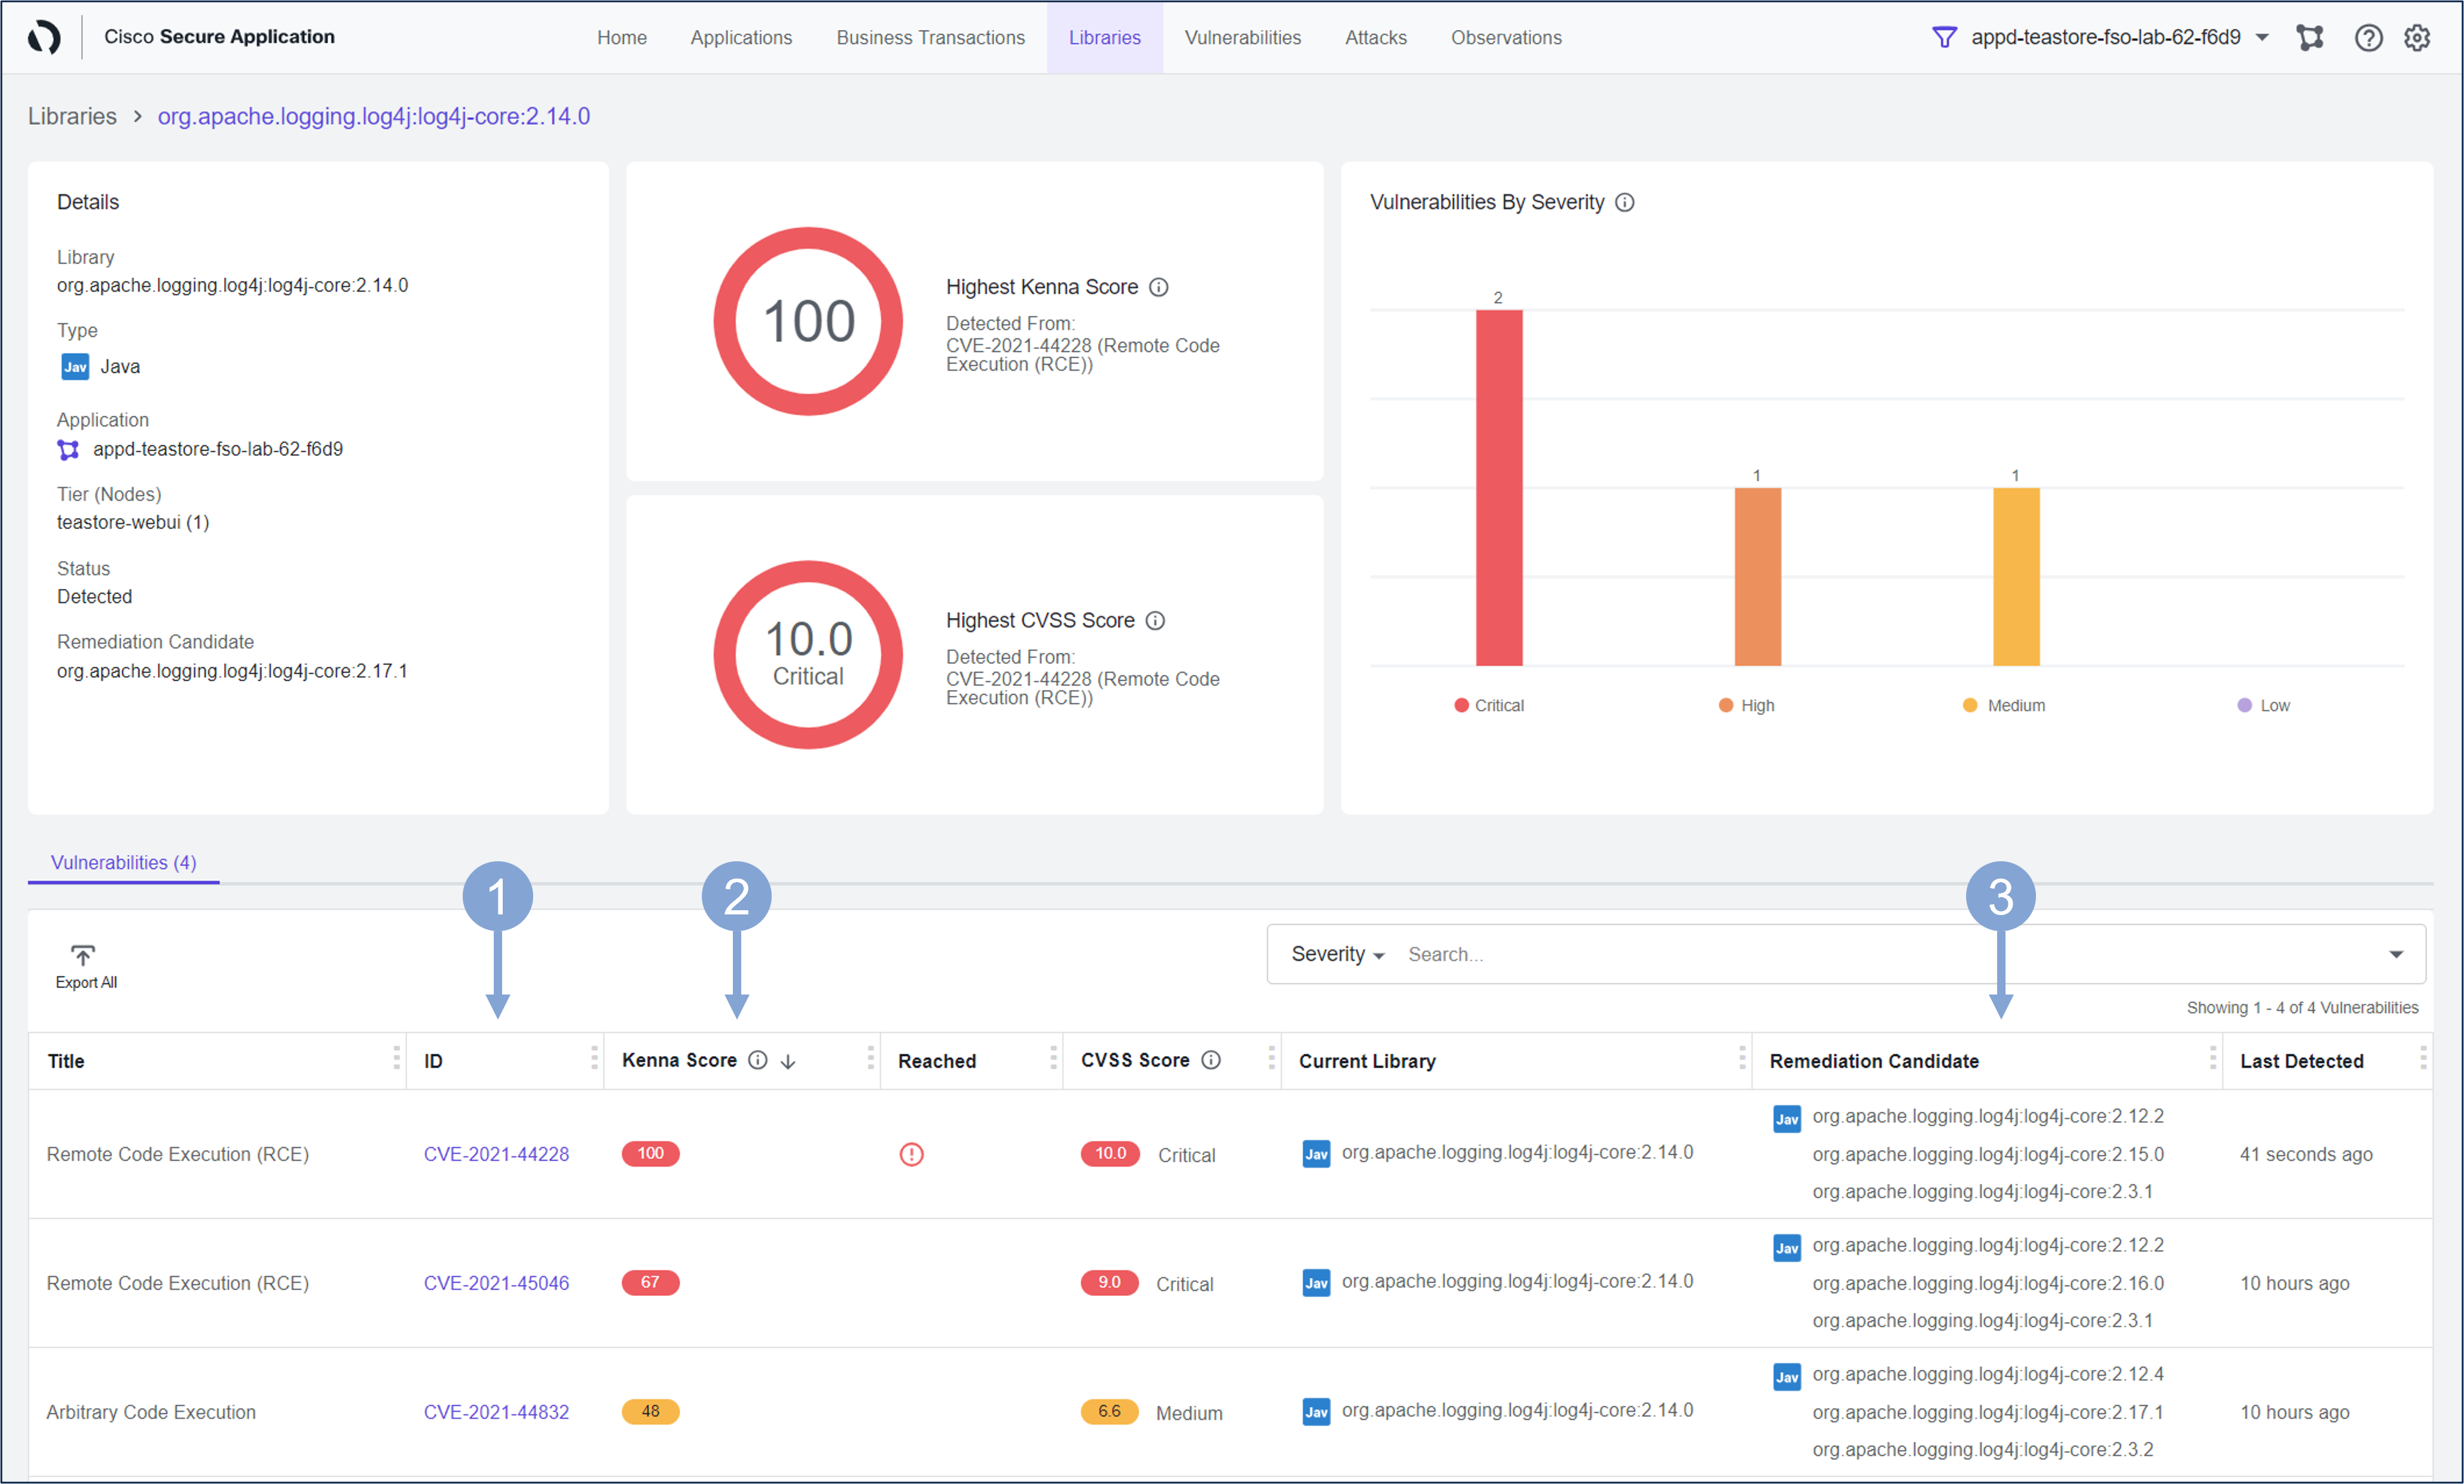 Cisco Secure Application
Home
Applications
Business Transactions
Libraries
Vulnerabilities
Attacks
Observations
appd-teastore-fso-lab-62-f6d9
Libraries > org.apache.logging.log4j:log4j-core:2.14.0
Details
Library
org.apache.logging.log4j:log4j-core:2.14.0
Type
Jav Java
Application
appd-teastore-fso-lab-62-f6d9
Tier (Nodes)
teastore-webui (1)
Status
Detected
Remediation Candidate
org.apache.logging.log4j:log4j-core:2.17.1
100
Highest Kenna Score
Detected From:
CVE-2021-44228 (Remote Code
Execution (RCE))
10.0
Critical
Highest CVSS Score
Detected From:
CVE-2021-44228 (Remote Code
Execution (RCE))
Vulnerabilities By Severity
2
1
1
Critical
High
Medium
Low
Vulnerabilities (4)
1
2
3
Export All
Severity
Search...
Showing 1 - 4 of 4 Vulnerabilities
Title
ID
Kenna Score
Reached
CVSS Score
Current Library
Remediation Candidate
Last Detected
Remote Code Execution (RCE)
CVE-2021-44228
100
10.0 Critical
Jav org.apache.logging.log4j:log4j-core:2.14.0
Jav org.apache.logging.log4j:log4j-core:2.12.2
org.apache.logging.log4j:log4j-core:2.15.0
org.apache.logging.log4j:log4j-core:2.3.1
41 seconds ago
Remote Code Execution (RCE)
CVE-2021-45046
67
9.0 Critical
Jav org.apache.logging.log4j:log4j-core:2.14.0
Jav org.apache.logging.log4j:log4j-core:2.12.2
org.apache.logging.log4j:log4j-core:2.16.0
org.apache.logging.log4j:log4j-core:2.3.1
10 hours ago
Arbitrary Code Execution
CVE-2021-44832
48
6.6 Medium
Jav org.apache.logging.log4j:log4j-core:2.14.0
Jav org.apache.logging.log4j:log4j-core:2.12.4
org.apache.logging.log4j:log4j-core:2.17.1
org.apache.logging.log4j:log4j-core:2.3.2
10 hours ago